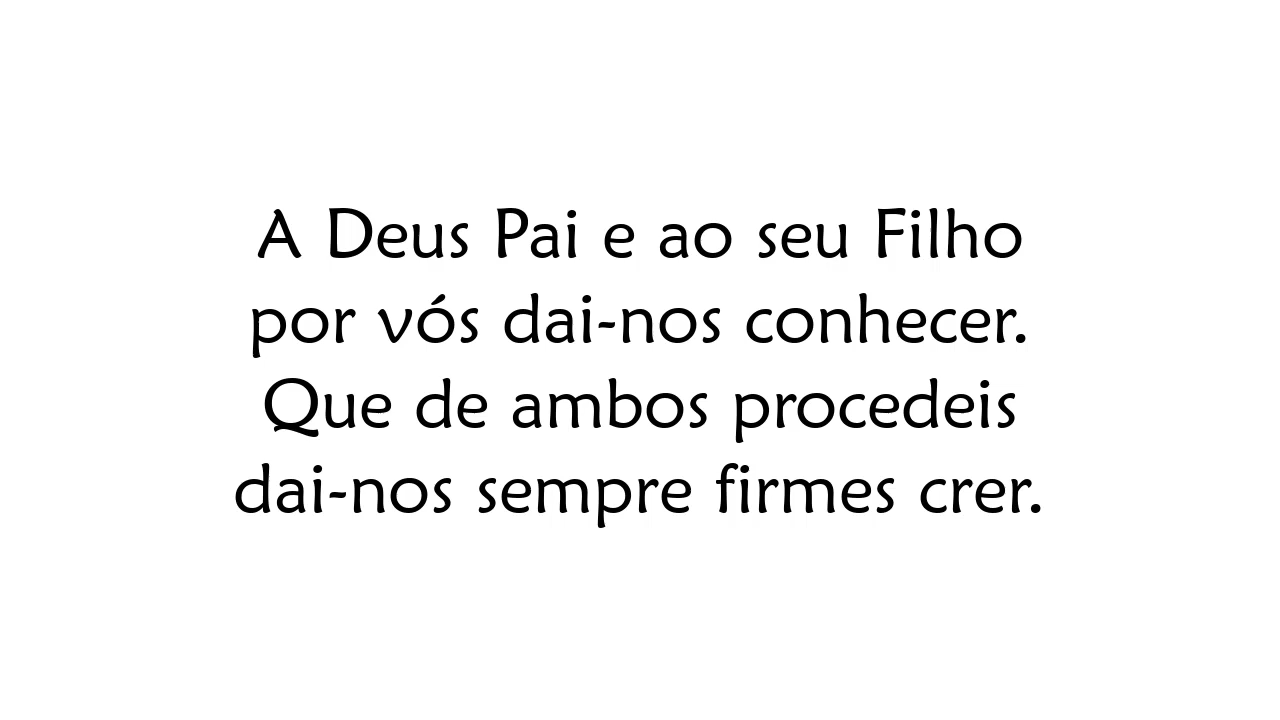 A Deus Pai e ao seu Filho
por vós dai-nos conhecer.
Que de ambos procedeis
dai-nos sempre firmes crer.